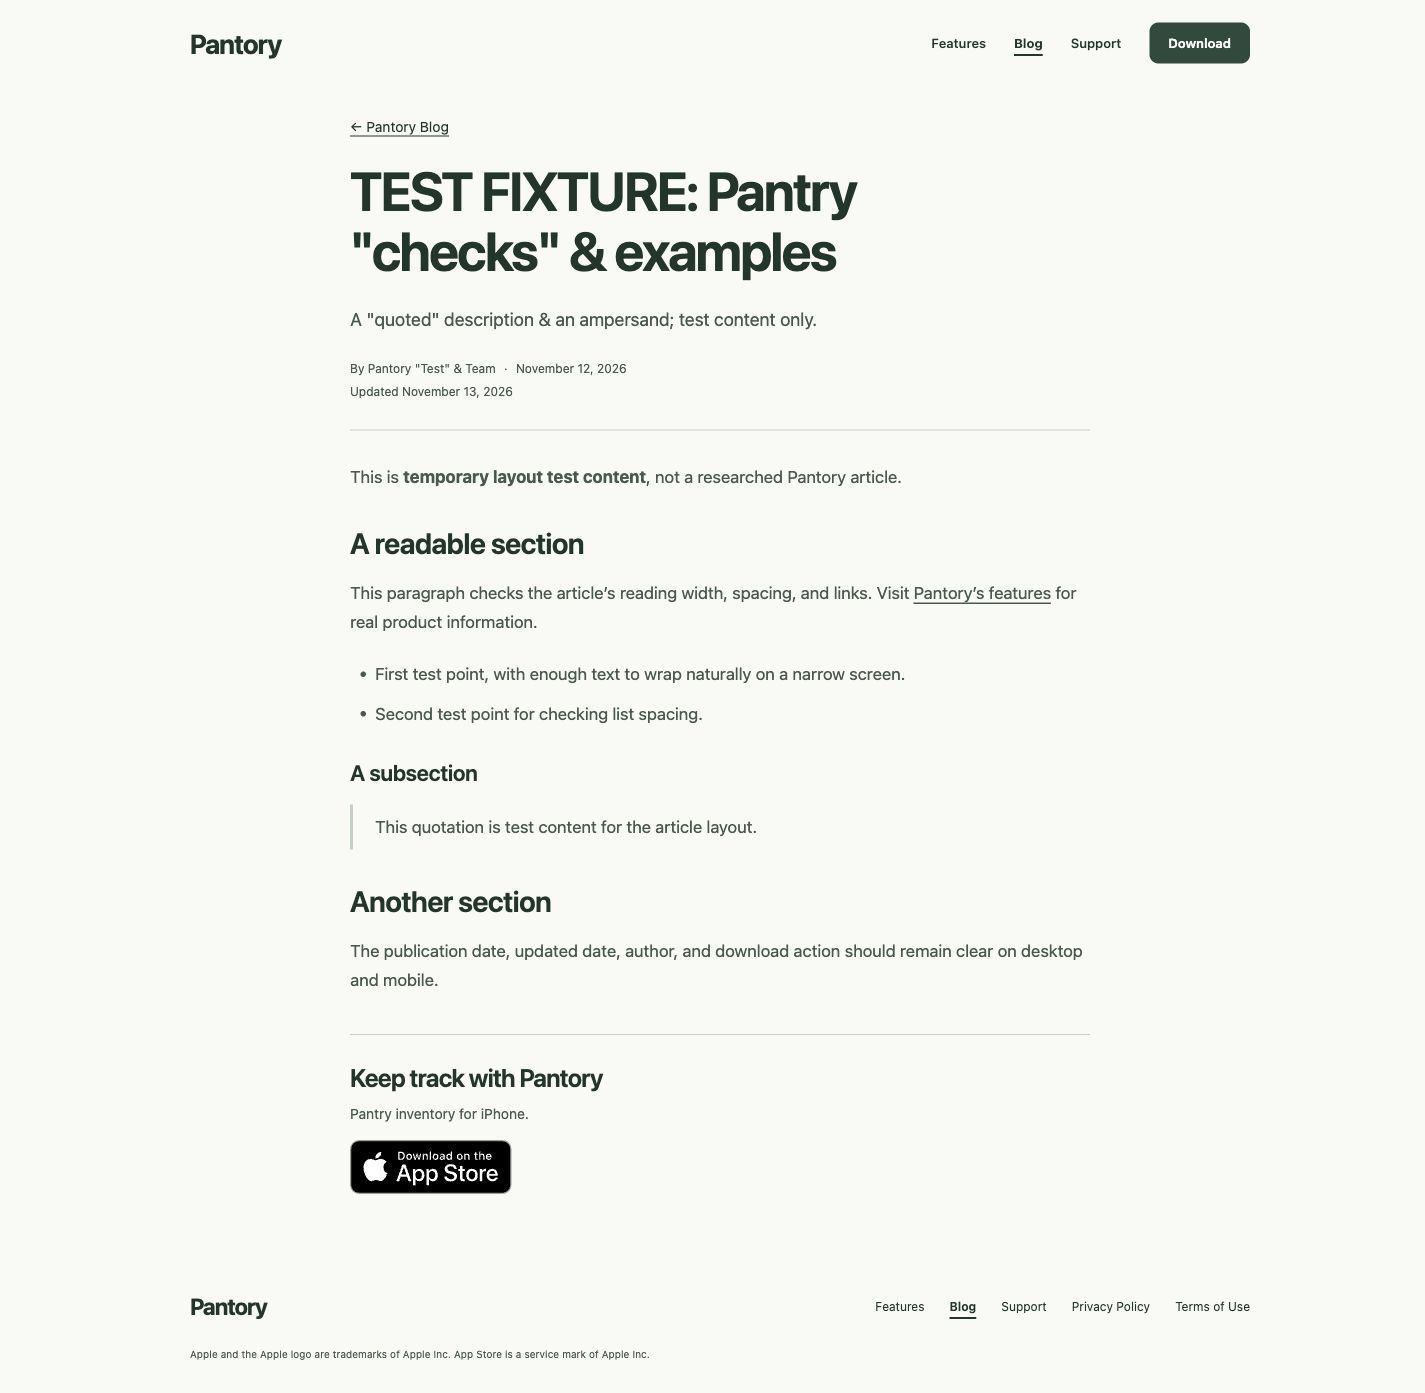 Pantory
Features Blog Support Download
← Pantory Blog
TEST FIXTURE: Pantry
"checks" & examples
A "quoted" description & an ampersand; test content only.
By Pantory "Test" & Team · November 12, 2026
Updated November 13, 2026
This is temporary layout test content, not a researched Pantory article.
A readable section
This paragraph checks the article’s reading width, spacing, and links. Visit Pantory’s features for
real product information.
• First test point, with enough text to wrap naturally on a narrow screen.
• Second test point for checking list spacing.
A subsection
This quotation is test content for the article layout.
Another section
The publication date, updated date, author, and download action should remain clear on desktop
and mobile.
Keep track with Pantory
Pantry inventory for iPhone.
Download on the
App Store
Pantory
Features Blog Support Privacy Policy Terms of Use
Apple and the Apple logo are trademarks of Apple Inc. App Store is a service mark of Apple Inc.